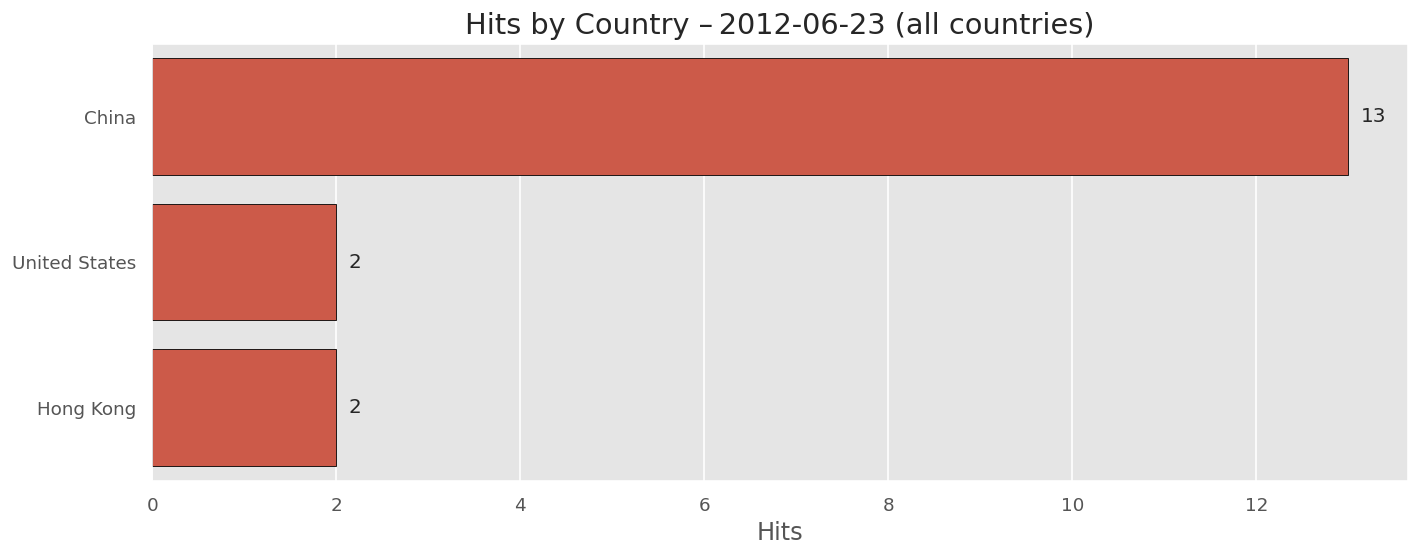 Hits by Country – 2012-06-23 (all countries)
China
13
United States
2
Hong Kong
2
0 2 4 6 8 10 12
Hits